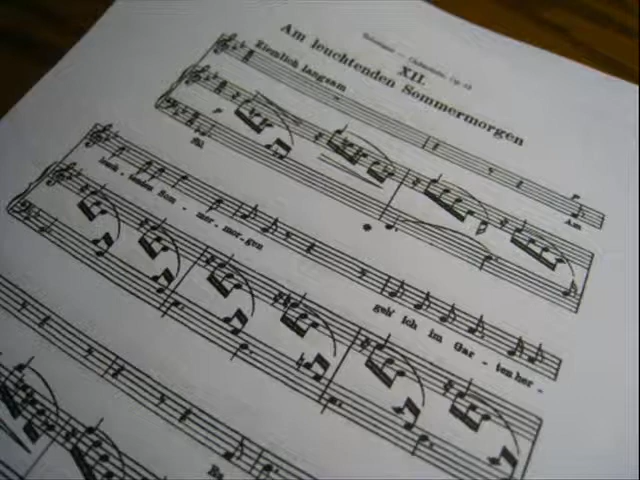 XII.
Am leuchtenden Sommermorgen
Ziemlich langsam
p
p
Am
leuch - tenden Som - mer - mor - gen
geh' ich im Gar - ten her -